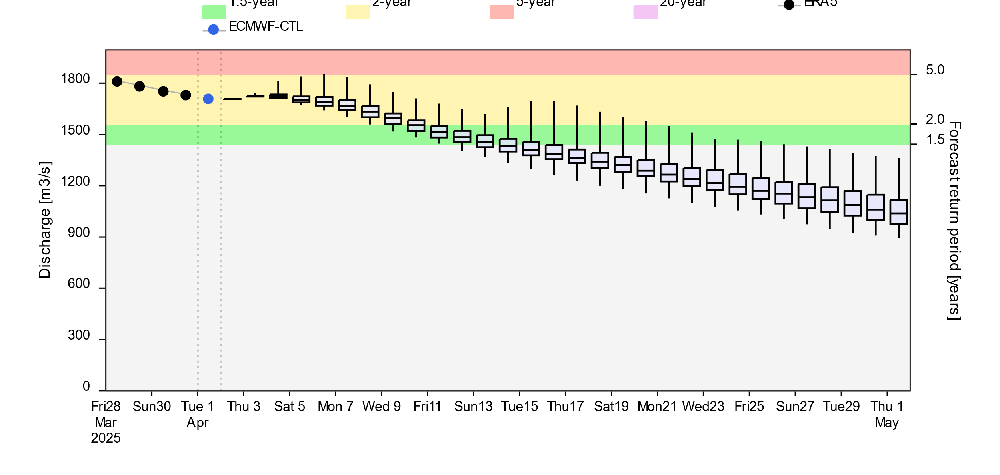 1.5-year 2-year 5-year 20-year ERA5
ECMWF-CTL
Discharge [m3/s]
1800
1500
1200
900
600
300
0
5.0
2.0
1.5
Forecast return period [years]
Fri28 Sun30 Tue 1 Thu 3 Sat 5 Mon 7 Wed 9 Fri11 Sun13 Tue15 Thu17 Sat19 Mon21 Wed23 Fri25 Sun27 Tue29 Thu 1
Mar Apr May
2025